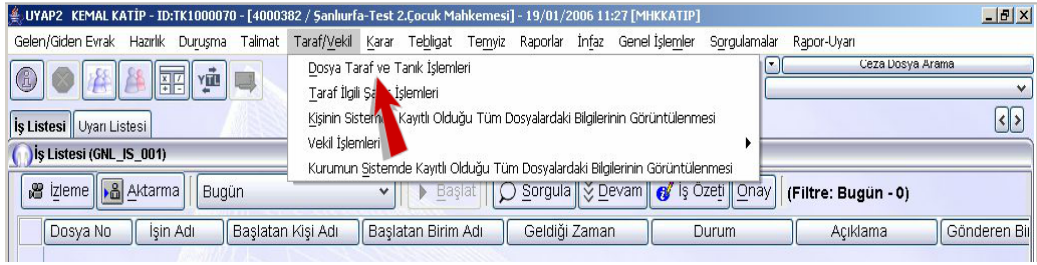 UYAP2 KEMAL KATİP - ID:TK1000070 - [4000382 / Şanlıurfa-Test 2.Çocuk Mahkemesi] - 19/01/2006 11:27 [MHKKATIP]
Gelen/Giden Evrak Hazırlık Duruşma Talimat Taraf/Vekil Karar Tebligat Temyiz Raporlar İnfaz Genel İşlemler Sorgulamalar Rapor-Uyarı
Dosya Taraf ve Tanık İşlemleri
Ceza Dosya Arama
Taraf İlgili İşlemleri
Kişinin Sistemde Kayıtlı Olduğu Tüm Dosyalardaki Bilgilerinin Görüntülenmesi
İş Listesi Uyarı Listesi
Vekil İşlemleri
İş Listesi (GNL_IS_001)
Kurumun Sistemde Kayıtlı Olduğu Tüm Dosyalardaki Bilgilerinin Görüntülenmesi
İzleme Aktarma Bugün Başlat Sorgula Devam İş Özeti Onay (Filtre: Bugün - 0)
Dosya No İşin Adı Başlatan Kişi Adı Başlatan Birim Adı Geldiği Zaman Durum Açıklama Gönderen Bi